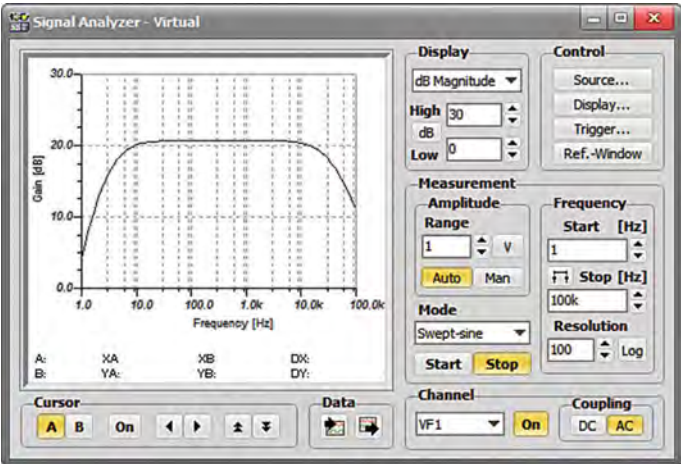 Signal Analyzer - Virtual
30.0
20.0
10.0
0.0
Gain [dB]
1.0 10.0 100.0 1.0k 10.0k 100.0k
Frequency [Hz]
A: XA XB DX:
B: YA: YB: DY:
Cursor
A B On
Data
Display
dB Magnitude
High 30
dB
Low 0
Control
Source...
Display...
Trigger...
Ref.-Window
Measurement
Amplitude
Range
1 V
Auto Man
Mode
Swept-sine
Start Stop
Frequency
Start [Hz]
1
Stop [Hz]
100k
Resolution
100 Log
Channel
VF1 On
Coupling
DC AC